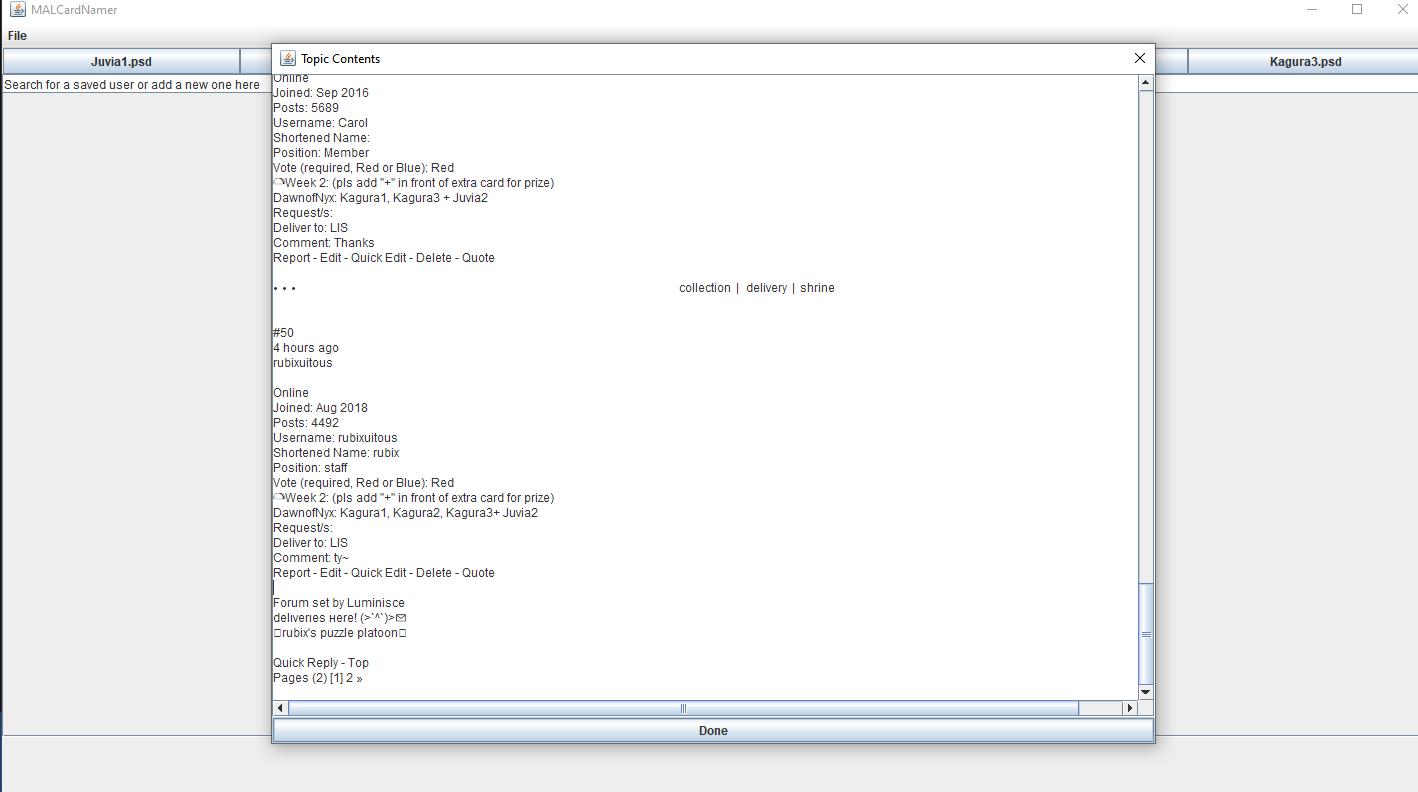 MALCardNamer
File
Juvia1.psd
Kagura3.psd
Search for a saved user or add a new one here
Topic Contents
Online
Joined: Sep 2016
Posts: 5689
Username: Carol
Shortened Name:
Position: Member
Vote (required, Red or Blue): Red
Week 2: (pls add "+" in front of extra card for prize)
DawnofNyx: Kagura1, Kagura3 + Juvia2
Request/s:
Deliver to: LIS
Comment: Thanks
Report - Edit - Quick Edit - Delete - Quote
• • •
collection | delivery | shrine
#50
4 hours ago
rubixuitous
Online
Joined: Aug 2018
Posts: 4492
Username: rubixuitous
Shortened Name: rubix
Position: staff
Vote (required, Red or Blue): Red
Week 2: (pls add "+" in front of extra card for prize)
DawnofNyx: Kagura1, Kagura2, Kagura3+ Juvia2
Request/s:
Deliver to: LIS
Comment: ty~
Report - Edit - Quick Edit - Delete - Quote
Forum set by Luminisce
delιverιeѕ нere! (>`^`)>🖂
▯rubix's puzzle platoon▯
Quick Reply - Top
Pages (2) [1] 2 »
Done